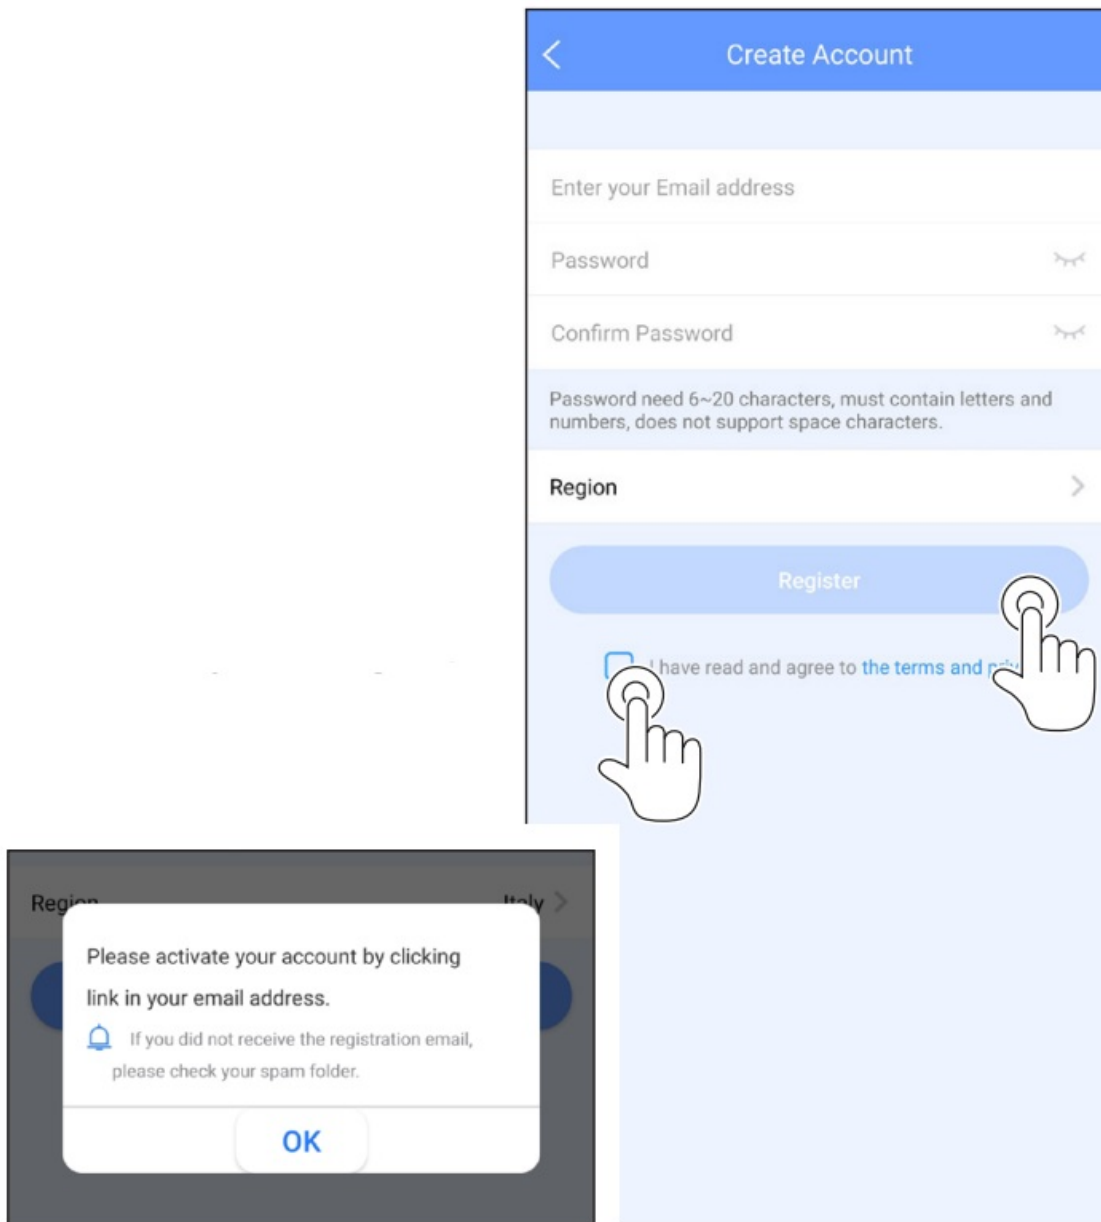 Create Account
Enter your Email address
Password
Confirm Password
Password need 6~20 characters, must contain letters and
numbers, does not support space characters.
Region
Register
I have read and agree to the terms and
Region Italy
Please activate your account by clicking
link in your email address.
If you did not receive the registration email,
please check your spam folder.
OK